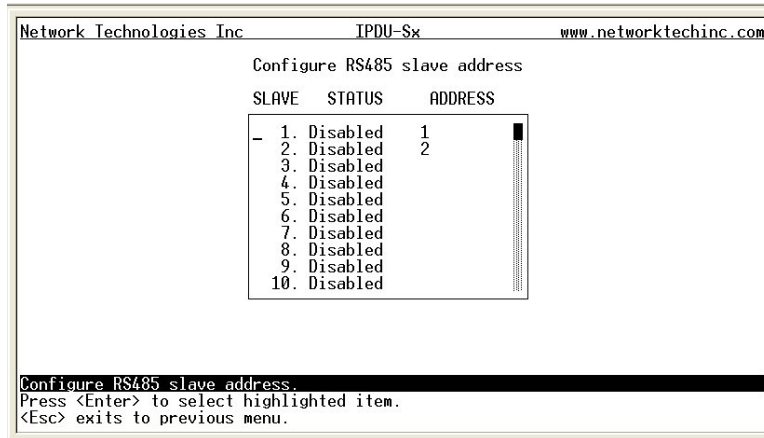 Network Technologies Inc IPDU-Sx www.networktechinc.com
Configure RS485 slave address
SLAVE STATUS ADDRESS
_ 1. Disabled 1
2. Disabled 2
3. Disabled
4. Disabled
5. Disabled
6. Disabled
7. Disabled
8. Disabled
9. Disabled
10. Disabled
Configure RS485 slave address.
Press <Enter> to select highlighted item.
<Esc> exits to previous menu.